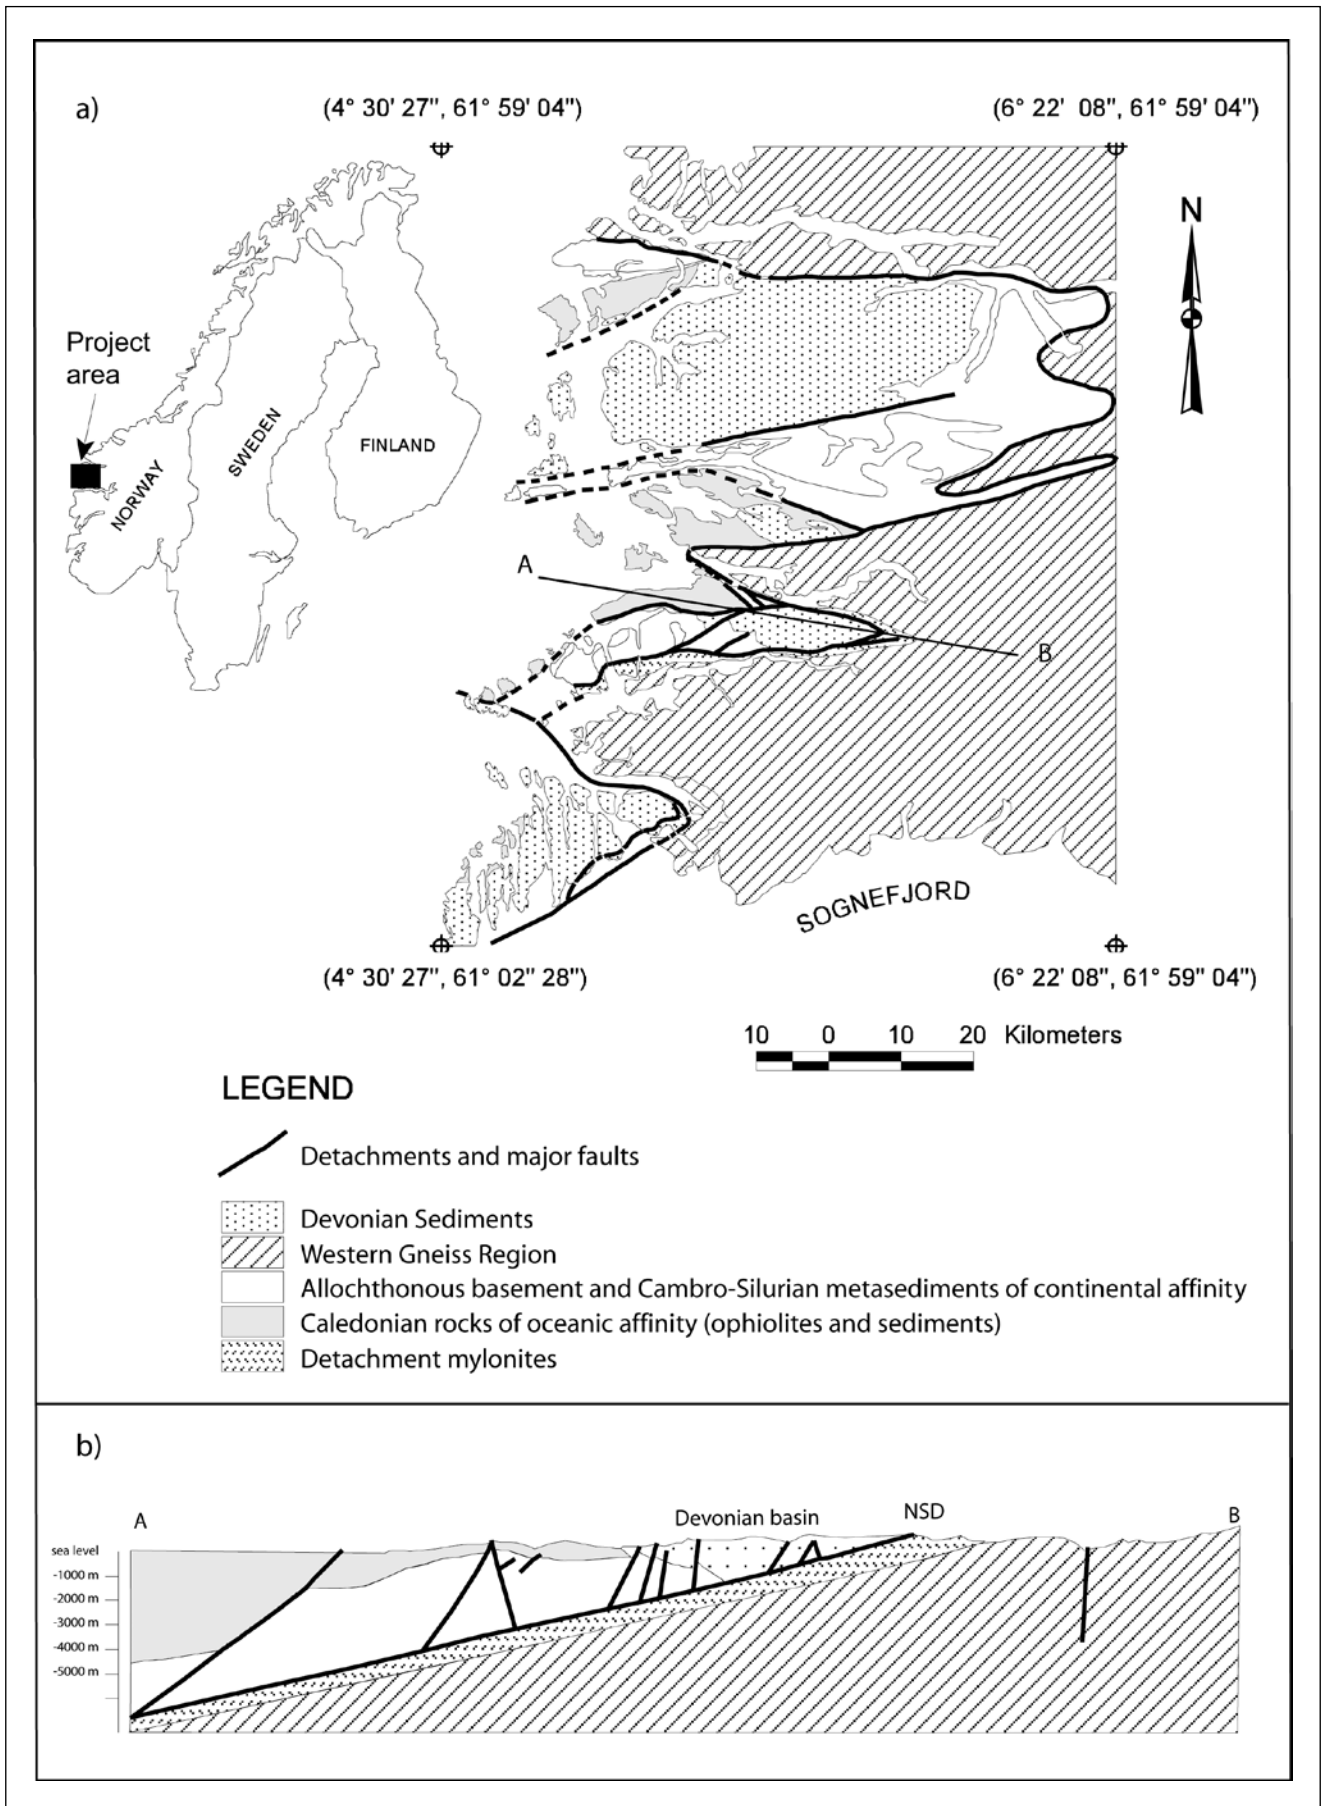 a)
(4° 30' 27", 61° 59' 04")
(6° 22' 08", 61° 59' 04")
N
Project
area
NORWAY
SWEDEN
FINLAND
A
B
SOGNEFJORD
(4° 30' 27", 61° 02" 28")
(6° 22' 08", 61° 59" 04")
10 0 10 20 Kilometers
LEGEND
Detachments and major faults
Devonian Sediments
Western Gneiss Region
Allochthonous basement and Cambro-Silurian metasediments of continental affinity
Caledonian rocks of oceanic affinity (ophiolites and sediments)
Detachment mylonites
b)
A
Devonian basin
NSD
B
sea level
-1000 m
-2000 m
-3000 m
-4000 m
-5000 m